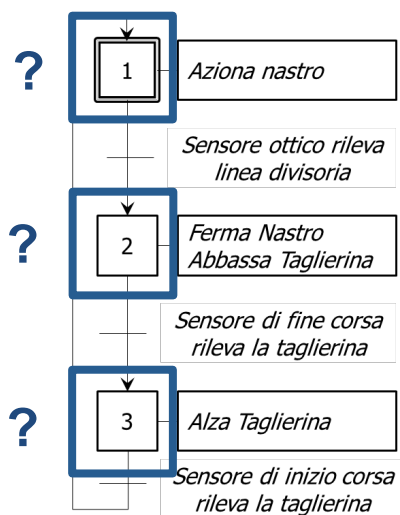 ?
1
Aziona nastro
Sensore ottico rileva
linea divisoria
?
2
Ferma Nastro
Abbassa Taglierina
Sensore di fine corsa
rileva la taglierina
?
3
Alza Taglierina
Sensore di inizio corsa
rileva la taglierina